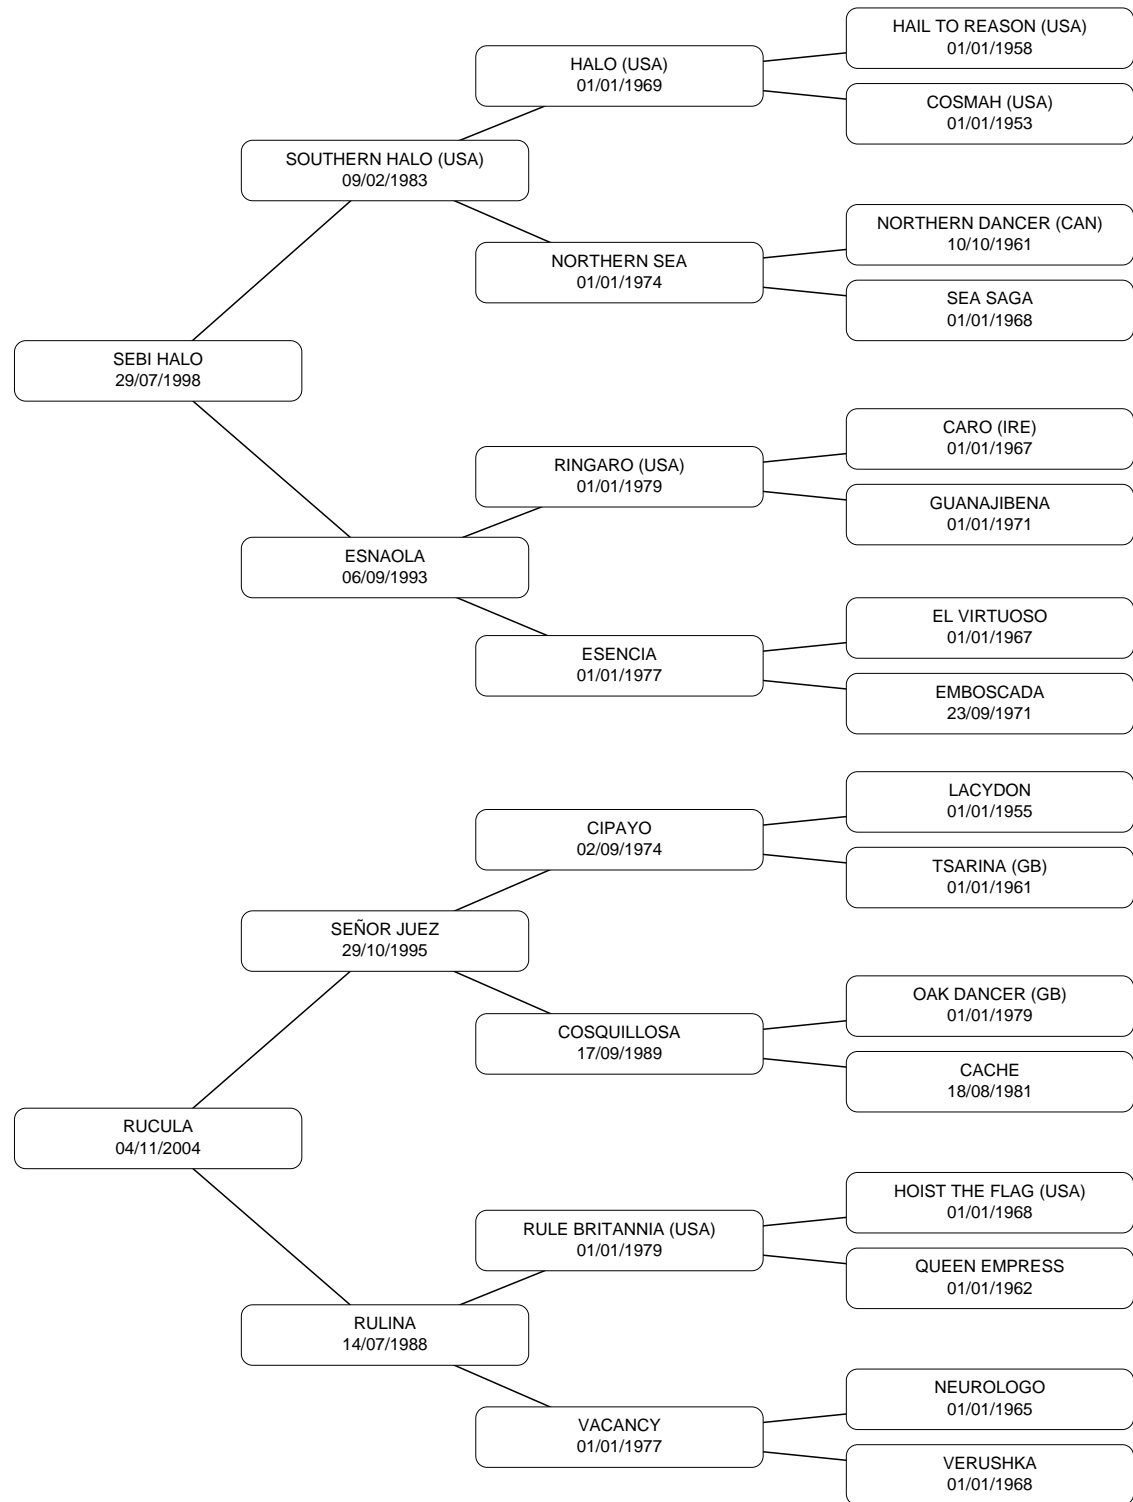 HAIL TO REASON (USA)
01/01/1958
HALO (USA)
01/01/1969
COSMAH (USA)
01/01/1953
SOUTHERN HALO (USA)
09/02/1983
NORTHERN DANCER (CAN)
10/10/1961
NORTHERN SEA
01/01/1974
SEA SAGA
01/01/1968
SEBI HALO
29/07/1998
CARO (IRE)
01/01/1967
RINGARO (USA)
01/01/1979
GUANAJIBENA
01/01/1971
ESNAOLA
06/09/1993
EL VIRTUOSO
01/01/1967
ESENCIA
01/01/1977
EMBOSCADA
23/09/1971
LACYDON
01/01/1955
CIPAYO
02/09/1974
TSARINA (GB)
01/01/1961
SEÑOR JUEZ
29/10/1995
OAK DANCER (GB)
01/01/1979
COSQUILLOSA
17/09/1989
CACHE
18/08/1981
RUCULA
04/11/2004
HOIST THE FLAG (USA)
01/01/1968
RULE BRITANNIA (USA)
01/01/1979
QUEEN EMPRESS
01/01/1962
RULINA
14/07/1988
NEUROLOGO
01/01/1965
VACANCY
01/01/1977
VERUSHKA
01/01/1968